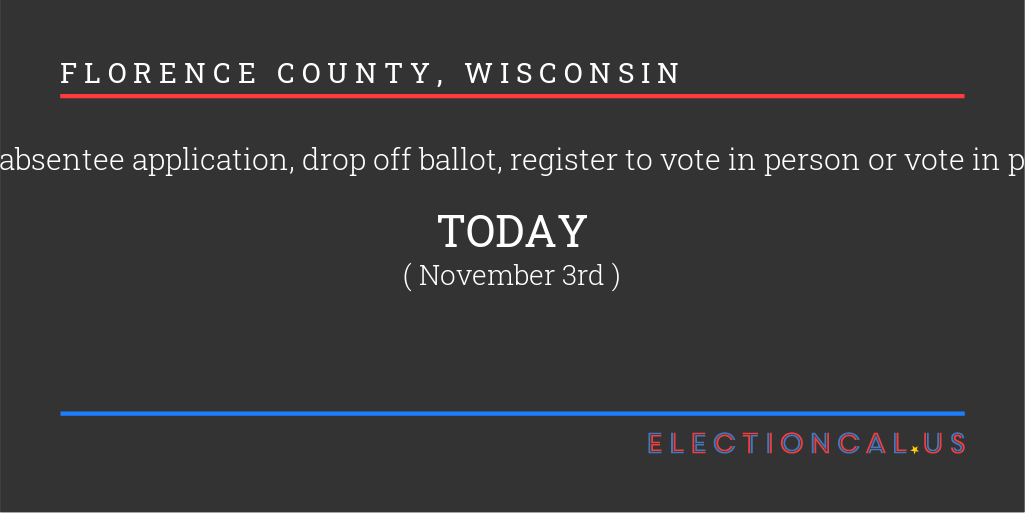 FLORENCE COUNTY, WISCONSIN
absentee application, drop off ballot, register to vote in person or vote in p
TODAY
( November 3rd )
ELECTIONCAL.US